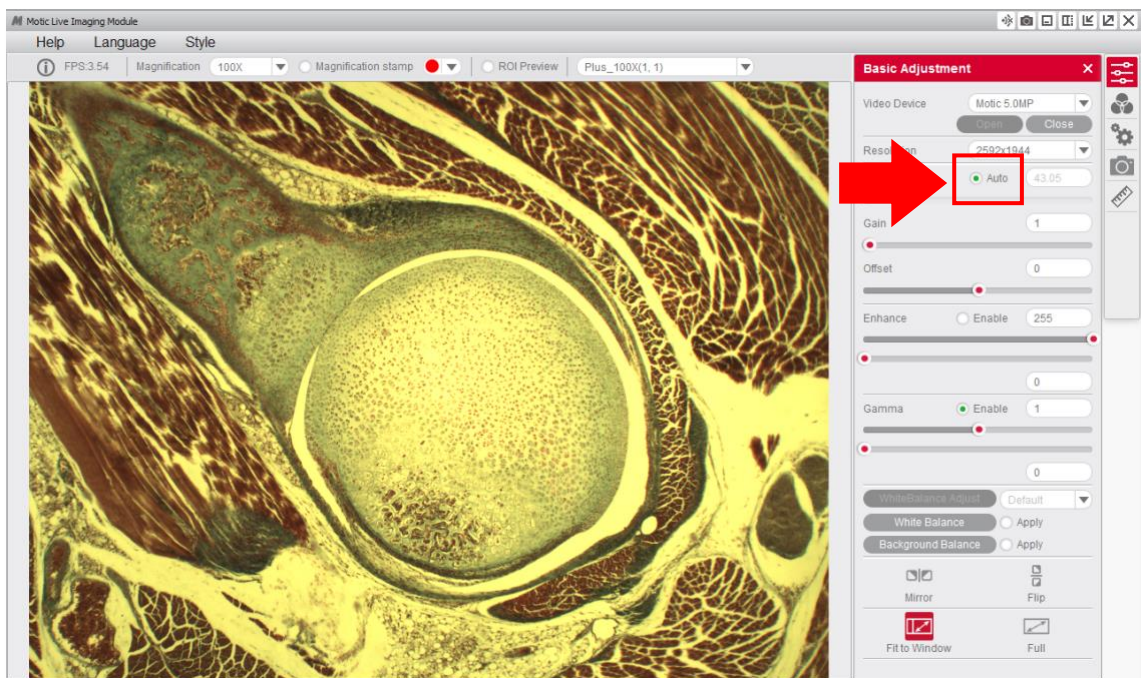 Motic Live Imaging Module
Help Language Style
FPS:3.54 Magnification 100X Magnification stamp ROI Preview Plus_100X(1, 1)
Basic Adjustment
Video Device Motic 5.0MP
Open Close
Resolution 2592x1944
Auto 43.05
Gain 1
Offset 0
Enhance Enable 255
0
Gamma Enable 1
0
WhiteBalance Adjust Default
White Balance Apply
Background Balance Apply
Mirror Flip
Fit to Window Full